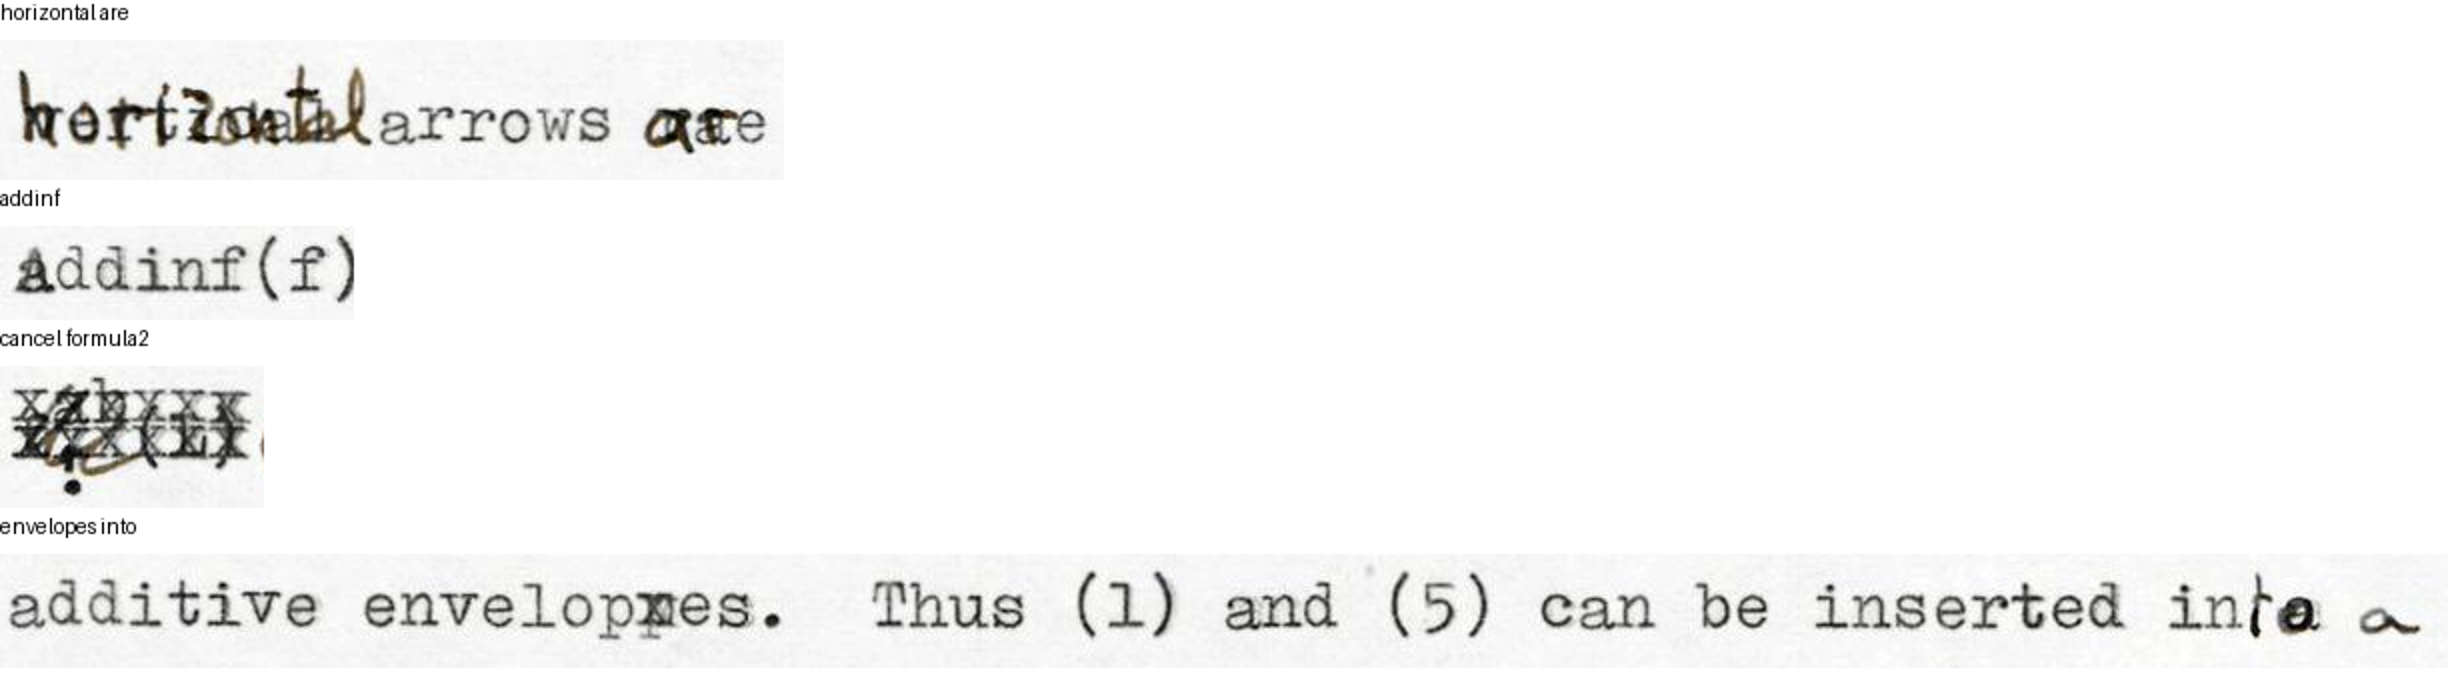 horizontal are
horizontal arrows are
addinf
Addinf(f)
cancel formula2
envelopes into
additive envelopes. Thus (1) and (5) can be inserted into a